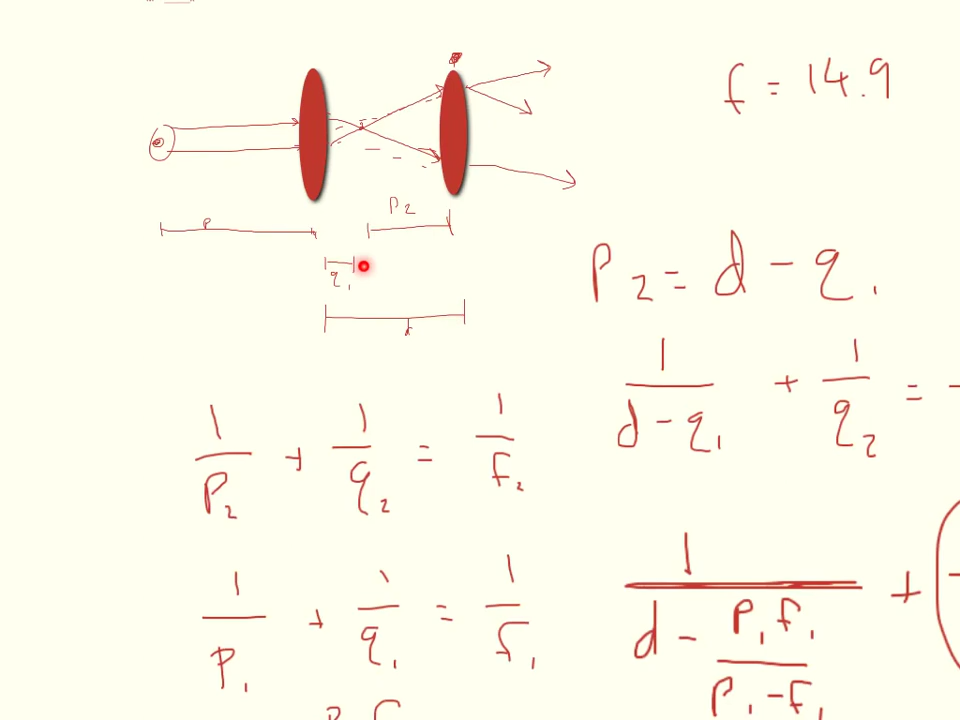 f = 14.9
P
P2
q1
d
P2 = d - q1
1/(d - q1) + 1/q2 =
1/P2 + 1/q2 = 1/f2
1/P1 + 1/q1 = 1/f1
1/(d - P1f1/(P1 - f1)) + (